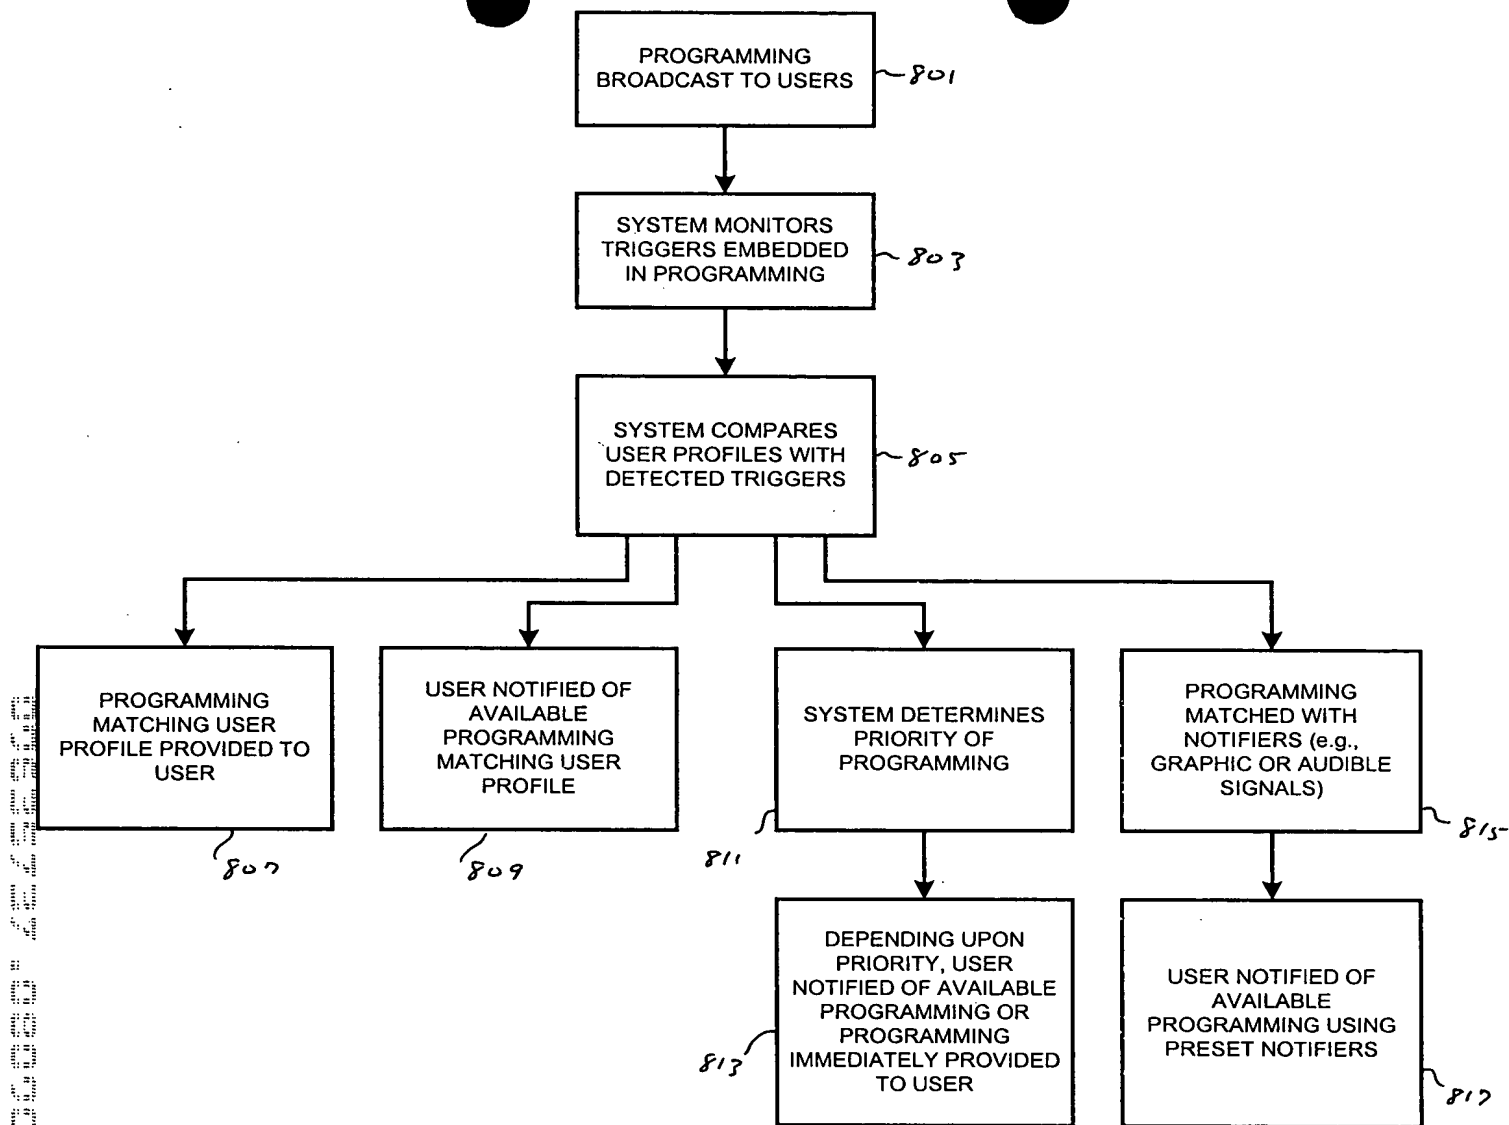 PROGRAMMING
BROADCAST TO USERS
801
SYSTEM MONITORS
TRIGGERS EMBEDDED
IN PROGRAMMING
803
SYSTEM COMPARES
USER PROFILES WITH
DETECTED TRIGGERS
805
PROGRAMMING
MATCHING USER
PROFILE PROVIDED TO
USER
807
USER NOTIFIED OF
AVAILABLE
PROGRAMMING
MATCHING USER
PROFILE
809
SYSTEM DETERMINES
PRIORITY OF
PROGRAMMING
811
PROGRAMMING
MATCHED WITH
NOTIFIERS (e.g.,
GRAPHIC OR AUDIBLE
SIGNALS)
815
DEPENDING UPON
PRIORITY, USER
NOTIFIED OF AVAILABLE
PROGRAMMING OR
PROGRAMMING
IMMEDIATELY PROVIDED
TO USER
813
USER NOTIFIED OF
AVAILABLE
PROGRAMMING USING
PRESET NOTIFIERS
817